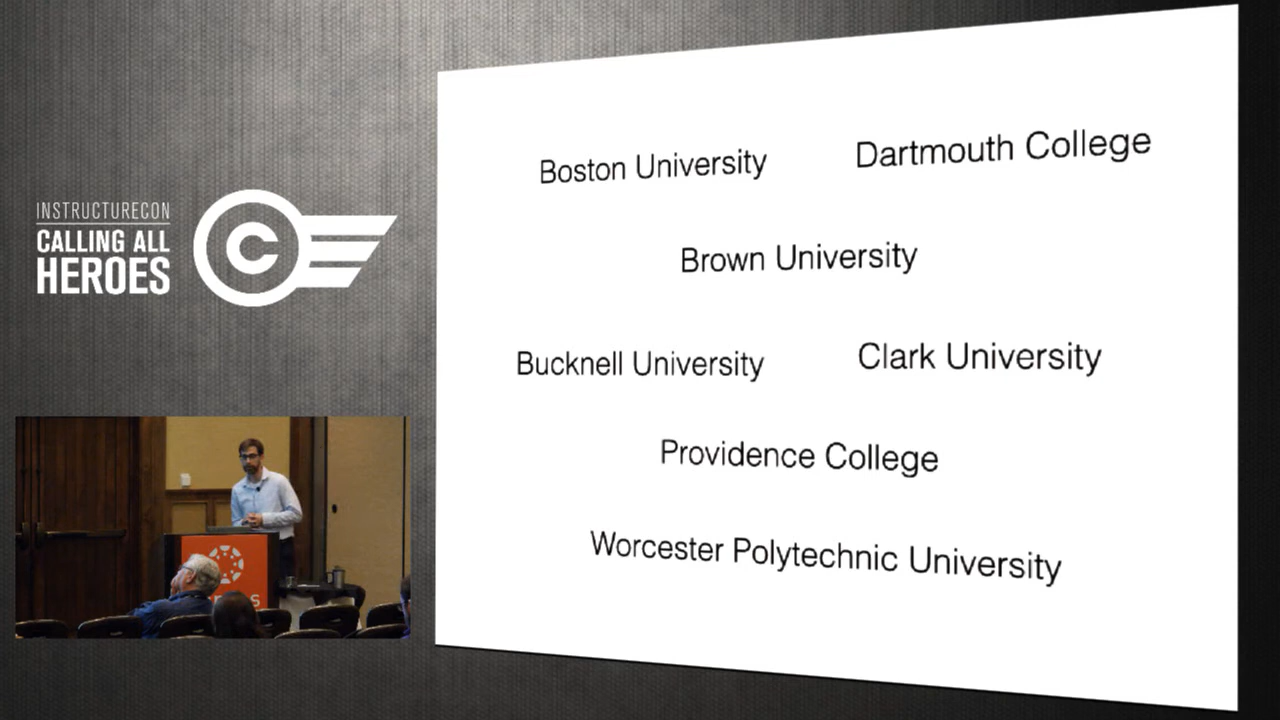 INSTRUCTURECON
CALLING ALL
HEROES
Boston University
Dartmouth College
Brown University
Bucknell University
Clark University
Providence College
Worcester Polytechnic University